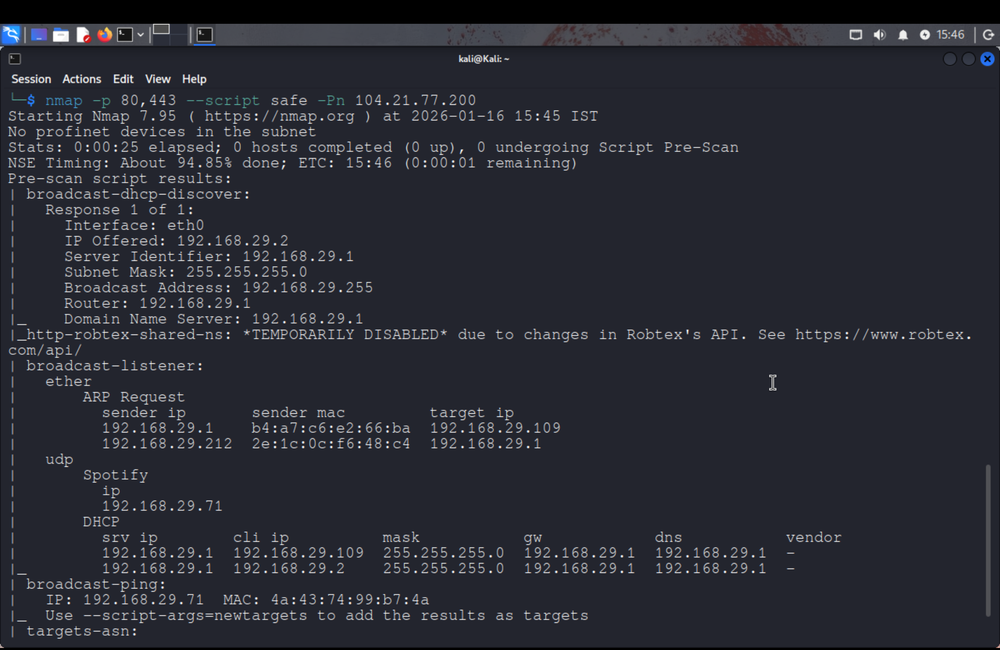 15:46
kali@Kali: ~
Session Actions Edit View Help
└─$ nmap -p 80,443 --script safe -Pn 104.21.77.200
Starting Nmap 7.95 ( https://nmap.org ) at 2026-01-16 15:45 IST
No profinet devices in the subnet
Stats: 0:00:25 elapsed; 0 hosts completed (0 up), 0 undergoing Script Pre-Scan
NSE Timing: About 94.85% done; ETC: 15:46 (0:00:01 remaining)
Pre-scan script results:
| broadcast-dhcp-discover:
|   Response 1 of 1:
|     Interface: eth0
|     IP Offered: 192.168.29.2
|     Server Identifier: 192.168.29.1
|     Subnet Mask: 255.255.255.0
|     Broadcast Address: 192.168.29.255
|     Router: 192.168.29.1
|_    Domain Name Server: 192.168.29.1
|_http-robtex-shared-ns: *TEMPORARILY DISABLED* due to changes in Robtex's API. See https://www.robtex.
com/api/
| broadcast-listener:
|   ether
|       ARP Request
|         sender ip       sender mac         target ip
|         192.168.29.1    b4:a7:c6:e2:66:ba  192.168.29.109
|         192.168.29.212  2e:1c:0c:f6:48:c4  192.168.29.1
|   udp
|       Spotify
|         ip
|         192.168.29.71
|       DHCP
|         srv ip        cli ip          mask           gw            dns           vendor
|         192.168.29.1  192.168.29.109  255.255.255.0  192.168.29.1  192.168.29.1  -
|_        192.168.29.1  192.168.29.2    255.255.255.0  192.168.29.1  192.168.29.1  -
| broadcast-ping:
|   IP: 192.168.29.71  MAC: 4a:43:74:99:b7:4a
|_  Use --script-args=newtargets to add the results as targets
| targets-asn: